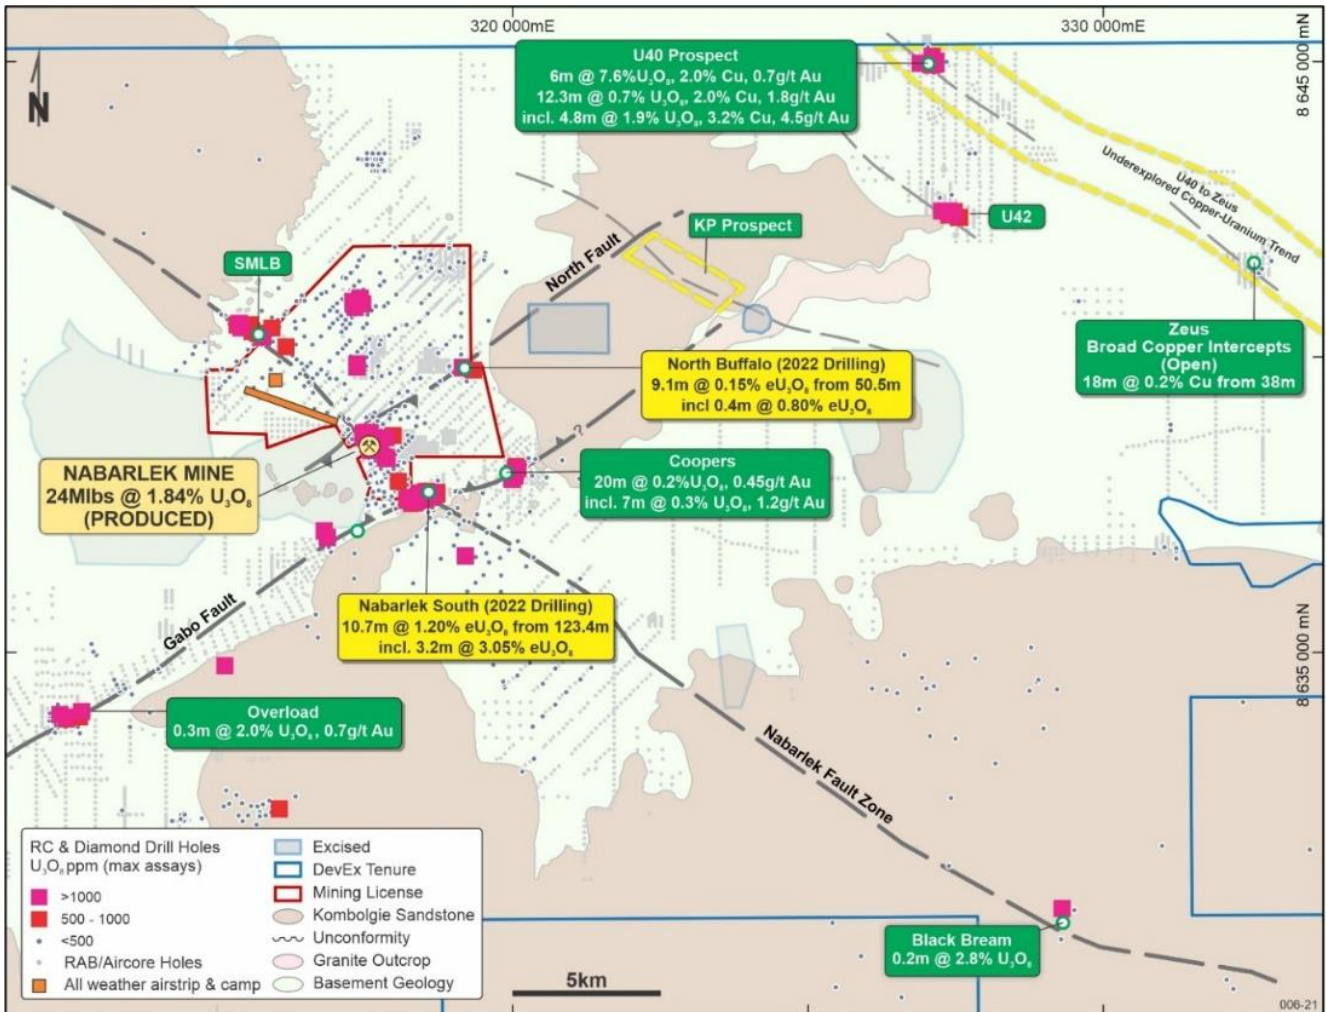 320 000mE
330 000mE
8 645 000 mN
N
U40 Prospect
6m @ 7.6%U₃O₈, 2.0% Cu, 0.7g/t Au
12.3m @ 0.7% U₃O₈, 2.0% Cu, 1.8g/t Au
incl. 4.8m @ 1.9% U₃O₈, 3.2% Cu, 4.5g/t Au
U40 to Zeus
Underexplored Copper-Uranium Trend
U42
KP Prospect
North Fault
SMLB
Zeus
Broad Copper Intercepts
(Open)
18m @ 0.2% Cu from 38m
North Buffalo (2022 Drilling)
9.1m @ 0.15% eU₃O₈ from 50.5m
incl 0.4m @ 0.80% eU₃O₈
?
NABARLEK MINE
24Mlbs @ 1.84% U₃O₈
(PRODUCED)
Coopers
20m @ 0.2%U₃O₈, 0.45g/t Au
incl. 7m @ 0.3% U₃O₈, 1.2g/t Au
Gabo Fault
Nabarlek South (2022 Drilling)
10.7m @ 1.20% eU₃O₈ from 123.4m
incl. 3.2m @ 3.05% eU₃O₈
8 635 000 mN
Overload
0.3m @ 2.0% U₃O₈, 0.7g/t Au
Nabarlek Fault Zone
Black Bream
0.2m @ 2.8% U₃O₈
RC & Diamond Drill Holes
U₃O₈ ppm (max assays)
>1000
500 - 1000
<500
RAB/Aircore Holes
All weather airstrip & camp
Excised
DevEx Tenure
Mining License
Kombolgie Sandstone
Unconformity
Granite Outcrop
Basement Geology
5km
006-21